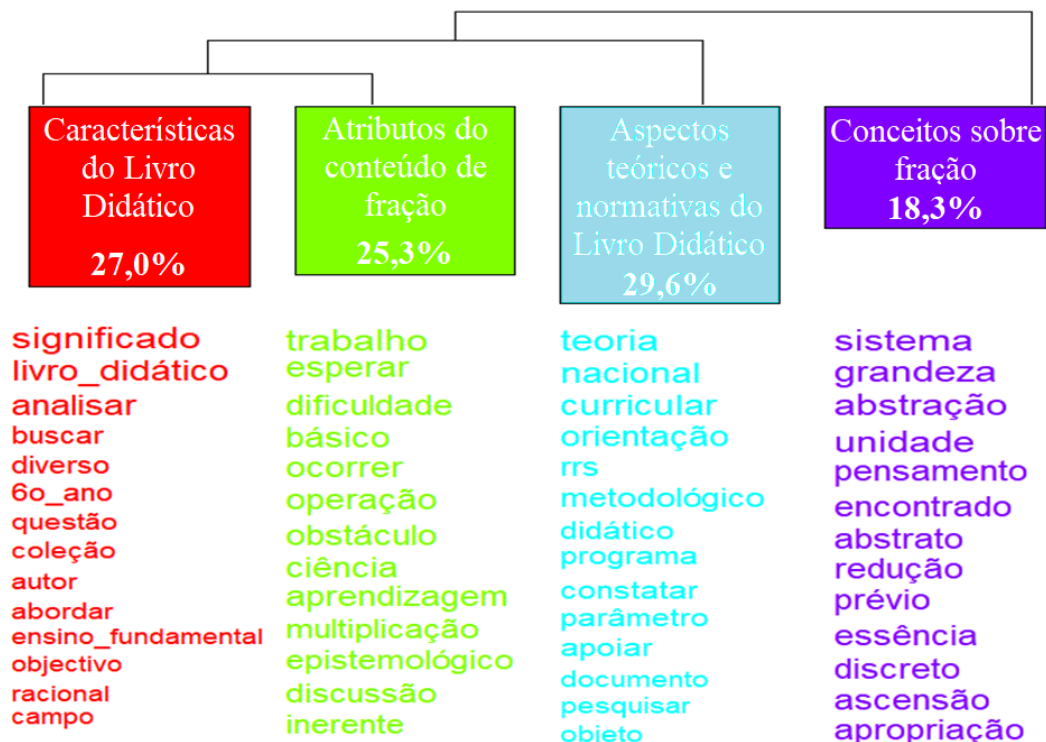 Características
do Livro
Didático
27,0%
Atributos do
conteúdo de
fração
25,3%
Aspectos
teóricos e
normativas do
Livro Didático
29,6%
Conceitos sobre
fração
18,3%
significado
livro_didático
analisar
buscar
diverso
6o_ano
questão
coleção
autor
abordar
ensino_fundamental
objectivo
racional
campo
trabalho
esperar
dificuldade
básico
ocorrer
operação
obstáculo
ciência
aprendizagem
multiplicação
epistemológico
discussão
inerente
teoria
nacional
curricular
orientação
rrs
metodológico
didático
programa
constatar
parâmetro
apoiar
documento
pesquisar
objeto
sistema
grandeza
abstração
unidade
pensamento
encontrado
abstrato
redução
prévio
essência
discreto
ascensão
apropriação